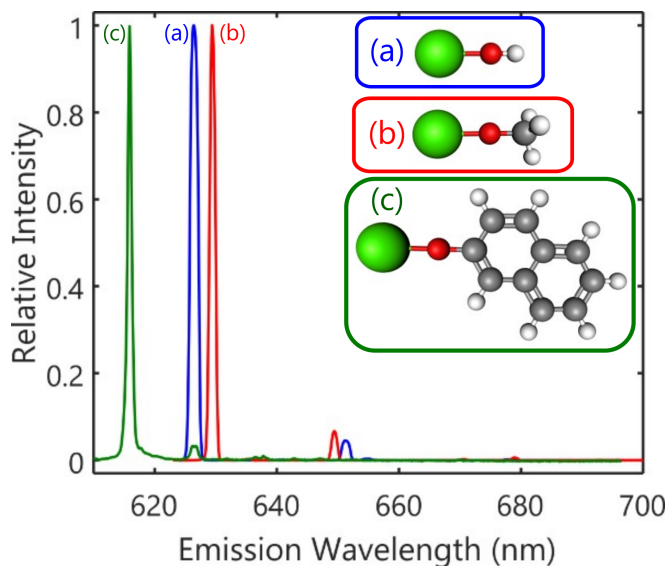 (c) (a) (b)
(a)
(b)
(c)
1
0.8
0.6
0.4
0.2
0
620 640 660 680 700
Relative Intensity
Emission Wavelength (nm)